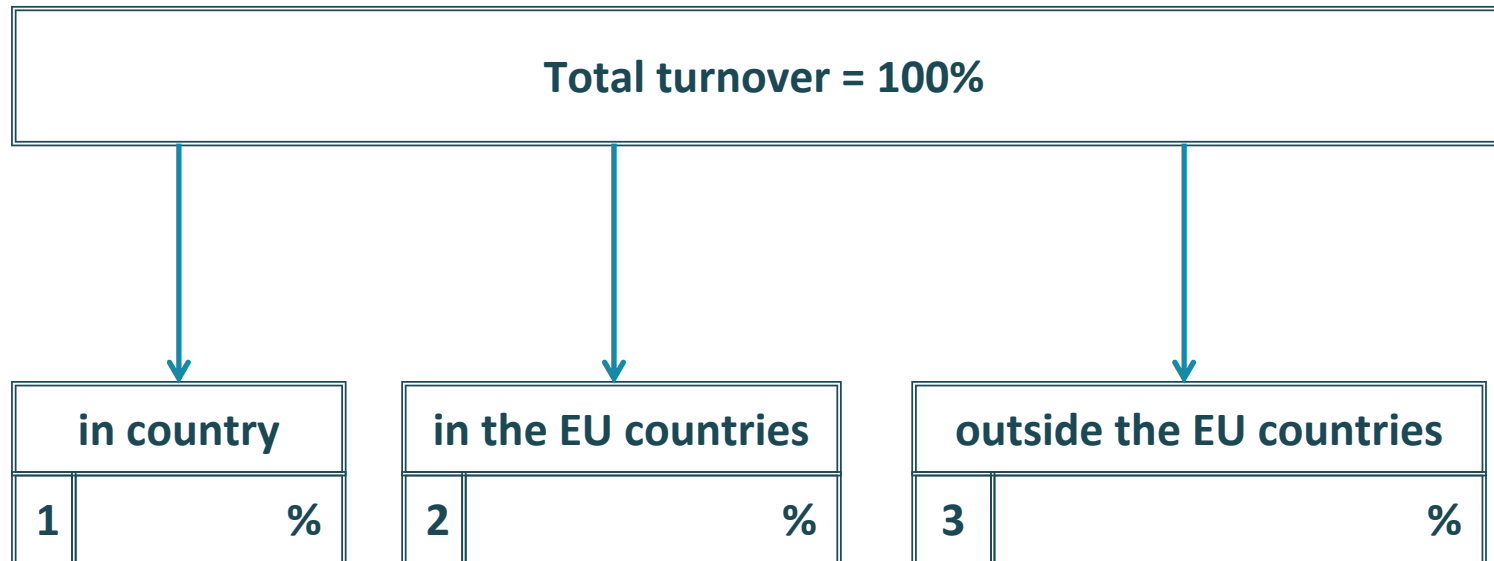 Total turnover = 100%
in country
in the EU countries
outside the EU countries
1 %
2 %
3 %